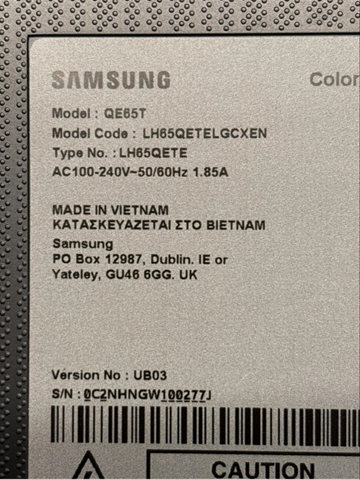 SAMSUNG
Color
Model : QE65T
Model Code : LH65QETELGCXEN
Type No. : LH65QETE
AC100-240V~50/60Hz 1.85A
MADE IN VIETNAM
ΚΑΤΑΣΚΕΥΑΖΕΤΑΙ ΣΤΟ ΒΙΕΤΝΑΜ
Samsung
PO Box 12987, Dublin. IE or
Yateley, GU46 6GG. UK
Version No : UB03
S/N : 0C2NHNGW100277J
CAUTION